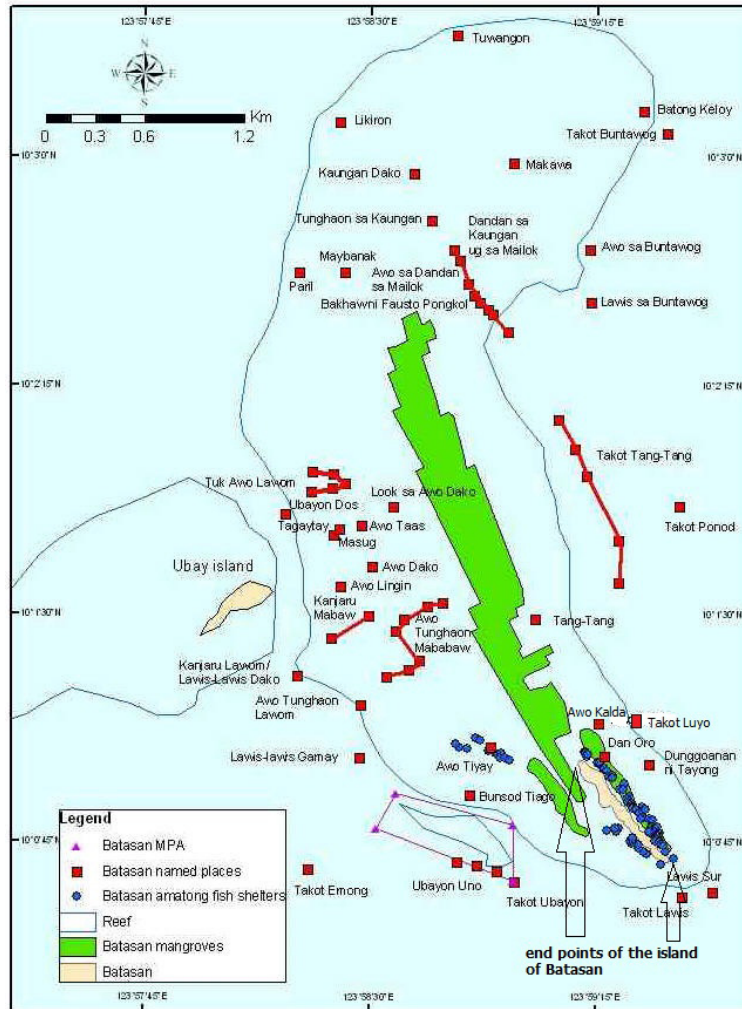 123°57'45"E
123°58'30"E
123°59'15"E
N
W
E
S
Km
0
0.3
0.6
1.2
Tuwangon
Batong Keloy
Likiron
Takot Buntawog
10°3'0"N
10°3'0"N
Makawa
Kaungan Dako
Tunghaon sa Kaungan
Dandan sa
Kaungan
ug sa Mailok
Awo sa Buntawog
Maybanak
Paril
Awo sa Dandan
sa Mailok
Bakhawni Fausto Pongkol
Lawis sa Buntawog
10°2'15"N
10°2'15"N
Takot Tang-Tang
Tuk Awo Lawom
Ubayon Dos
Look sa Awo Dako
Tagaytay
Awo Taas
Takot Ponod
Masug
Ubay island
Awo Dako
Awo Lingin
10°1'30"N
10°1'30"N
Kanjaru
Mabaw
Awo
Tunghaon
Mababaw
Tang-Tang
Kanjaru Lawom/
Lawis-Lawis Dako
Awo Tunghaon
Lawom
Awo Kalda
Takot Luyo
Lawis-lawis Gamay
Awo Tiyay
Dan Oro
Dunggoanan
ni Tayong
Bunsod Tiago
10°0'45"N
10°0'45"N
Takot Emong
Ubayon Uno
Takot Ubayon
Lawis Sur
Takot Lawis
Legend
Batasan MPA
Batasan named places
Batasan amatong fish shelters
Reef
Batasan mangroves
Batasan
end points of the island
of Batasan
123°57'45"E
123°58'30"E
123°59'15"E